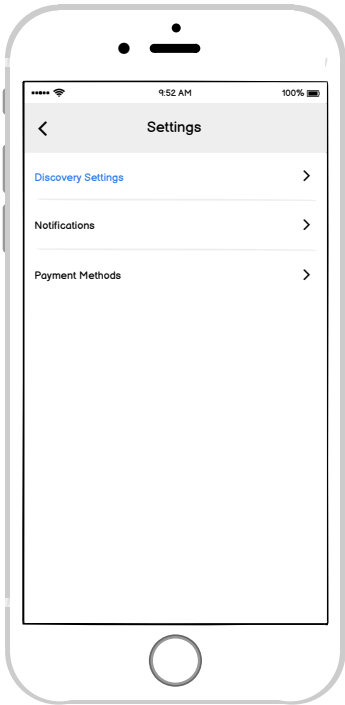 9:52 AM
100%
Settings
Discovery Settings
Notifications
Payment Methods